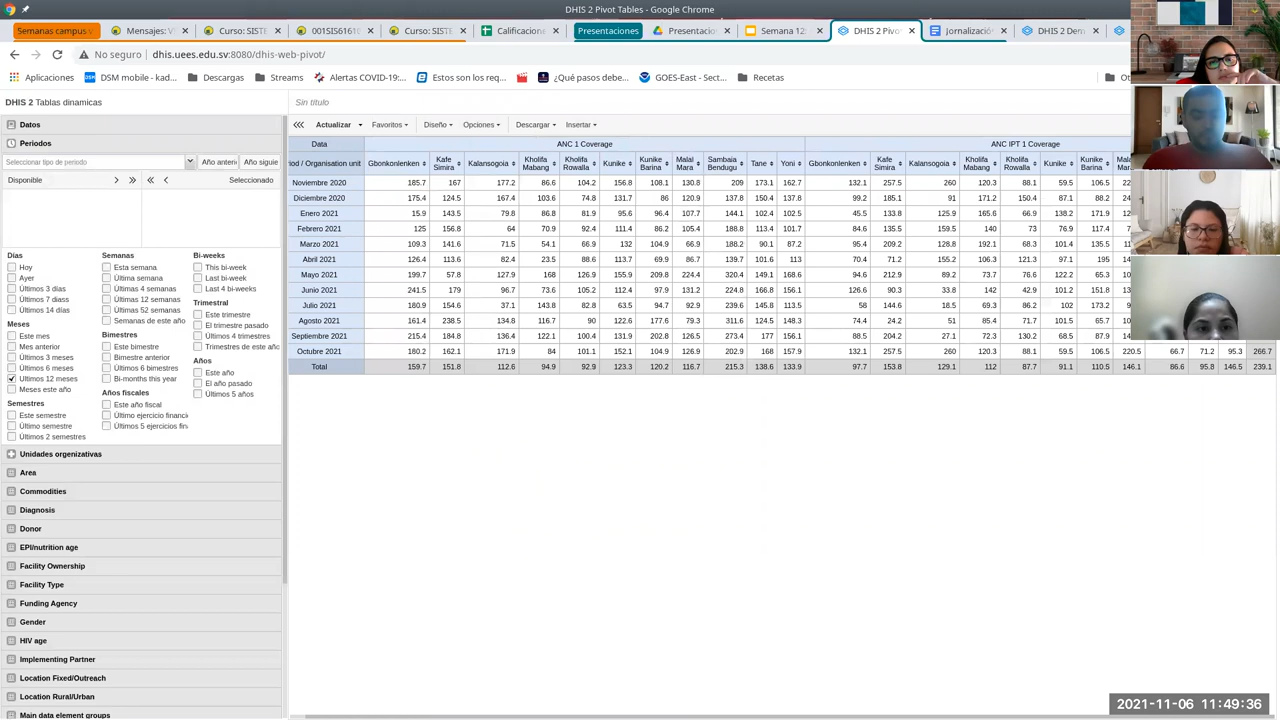 DHIS 2 Pivot Tables - Google Chrome
Semanas campus v
Mensajes: V
Curso: SISTE
001SIS61610
Curso: SISTE
Calificacione
Presentaciones
Presentación
Semana 12:
DHIS 2 Pivo
jornalización
DHIS 2 Dem
No seguro
dhis.uees.edu.sv:8080/dhis-web-pivot/
Aplicaciones
DSM mobile - kad...
Descargas
Streams
Alertas COVID-19:...
Estos son los req...
¿Qué pasos debe...
GOES-East - Sect...
Recetas
Ot
DHIS 2 Tablas dinamicas
Sin título
Datos
Actualizar
Favoritos
Diseño
Opciones
Descargar
Insertar
Periodos
Seleccionar tipo de periodo
Año anteri
Año siguie
Disponible
Seleccionado
Días
Hoy
Ayer
Últimos 3 días
Últimos 7 diass
Últimos 14 días
Meses
Este mes
Mes anterior
Últimos 3 meses
Últimos 6 meses
Ultimos 12 meses
Meses este año
Semestres
Este semestre
Último semestre
Últimos 2 semestres
Semanas
Esta semana
Última semana
Últimas 4 semanas
Últimas 12 semanas
Últimas 52 semanas
Semanas de este año
Bimestres
Este bimestre
Bimestre anterior
Últimos 6 bimestres
Bi-months this year
Años fiscales
Este año fiscal
Último ejercicio financi
Últimos 5 ejercicios fin
Bi-weeks
This bi-week
Last bi-week
Last 4 bi-weeks
Trimestral
Este trimestre
El trimestre pasado
Últimos 4 trimestres
Trimestres de este año
Años
Este año
El año pasado
Últimos 5 años
Unidades organizativas
Area
Commodities
Diagnosis
Donor
EPI/nutrition age
Facility Ownership
Facility Type
Funding Agency
Gender
HIV age
Implementing Partner
Location Fixed/Outreach
Location Rural/Urban
Main data element groups
Data ANC 1 Coverage ANC IPT 1 Coverage
riod / Organisation unit Gbonkonlenken Kafe Simira Kalansogoia Kholifa Mabang Kholifa Rowalla Kunike Kunike Barina Malal Mara Sambaia Bendugu Tane Yoni Gbonkonlenken Kafe Simira Kalansogoia Kholifa Mabang Kholifa Rowalla Kunike Kunike Barina Mala Mara
Noviembre 2020 185.7 167 177.2 86.6 104.2 156.8 108.1 130.8 209 173.1 162.7 132.1 257.5 260 120.3 88.1 59.5 106.5 22
Diciembre 2020 175.4 124.5 167.4 103.6 74.8 131.7 86 120.9 137.8 150.4 137.8 99.2 185.1 91 171.2 150.4 87.1 88.2 24
Enero 2021 15.9 143.5 79.8 86.8 81.9 95.6 96.4 107.7 144.1 102.4 102.5 45.5 133.8 125.9 165.6 66.9 138.2 171.9 12
Febrero 2021 125 156.8 64 70.9 92.4 111.4 86.2 105.4 188.8 113.4 101.7 84.6 135.5 159.5 140 73 76.9 71.4 22
Marzo 2021 109.3 141.6 71.5 54.1 66.9 132 104.9 66.9 188.2 90.1 87.2 95.4 209.2 128.8 192.1 68.3 101.4 135.5 11
Abril 2021 126.4 113.6 82.4 23.5 88.6 113.7 69.9 86.7 139.7 101.6 113 70.4 71.2 155.2 106.3 121.3 97.1 195 1
Mayo 2021 199.7 57.8 127.9 168 126.9 155.9 209.8 224.4 220.4 149.1 168.6 94.6 212.9 89.2 73.7 76.6 122.2 65.3 10
Junio 2021 241.5 179 96.7 73.6 105.2 112.4 97.9 131.2 224.8 166.8 156.1 126.6 90.3 33.8 142 42.9 101.2 151.8 13
Julio 2021 180.9 154.6 37.1 143.8 82.8 63.5 94.7 92.9 239.6 145.8 113.5 58 144.6 18.5 69.3 86.2 102 173.2 9
Agosto 2021 161.4 238.5 134.8 116.7 90 122.6 177.6 79.3 311.6 124.5 148.3 74.4 24.2 51 85.4 71.7 101.5 65.7 10
Septiembre 2021 215.4 184.8 136.4 122.1 100.4 131.9 202.8 126.5 273.4 177 156.1 88.5 204.2 27.1 72.3 130.2 68.5 87.9 14
Octubre 2021 180.2 162.1 171.9 84 101.1 152.1 104.9 126.9 202.9 168 157.9 132.1 257.5 260 120.3 88.1 59.5 106.5 220.5 66.7 71.2 95.3 266.7
Total 159.7 151.8 112.6 94.9 92.9 123.3 120.2 116.7 215.3 138.6 133.9 97.7 153.8 129.1 112 87.7 91.1 110.5 146.1 86.6 95.8 146.5 239.1
2021-11-06 11:49:36